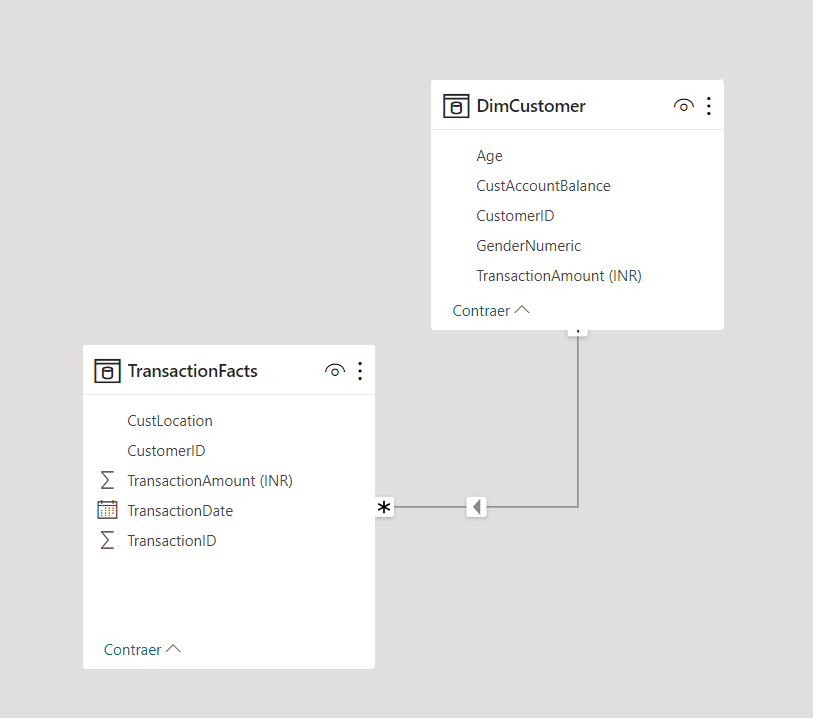 DimCustomer
Age
CustAccountBalance
CustomerID
GenderNumeric
TransactionAmount (INR)
Contraer
TransactionFacts
CustLocation
CustomerID
TransactionAmount (INR)
TransactionDate
TransactionID
Contraer